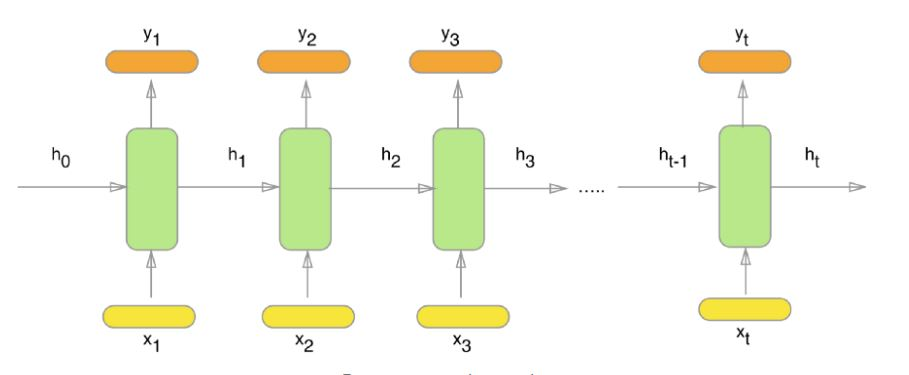 y1 y2 y3 yt
h0 h1 h2 h3 ..... ht-1 ht
x1 x2 x3 xt